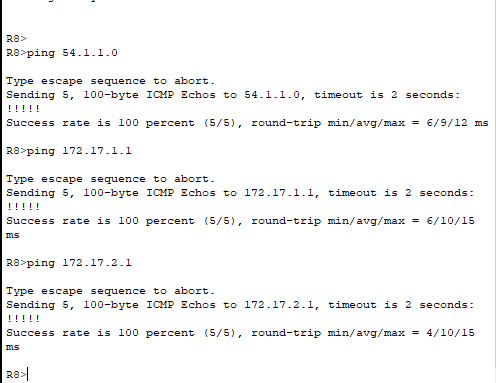 R8>
R8>ping 54.1.1.0
Type escape sequence to abort.
Sending 5, 100-byte ICMP Echos to 54.1.1.0, timeout is 2 seconds:
!!!!!
Success rate is 100 percent (5/5), round-trip min/avg/max = 6/9/12 ms
R8>ping 172.17.1.1
Type escape sequence to abort.
Sending 5, 100-byte ICMP Echos to 172.17.1.1, timeout is 2 seconds:
!!!!!
Success rate is 100 percent (5/5), round-trip min/avg/max = 6/10/15
ms
R8>ping 172.17.2.1
Type escape sequence to abort.
Sending 5, 100-byte ICMP Echos to 172.17.2.1, timeout is 2 seconds:
!!!!!
Success rate is 100 percent (5/5), round-trip min/avg/max = 4/10/15
ms
R8>